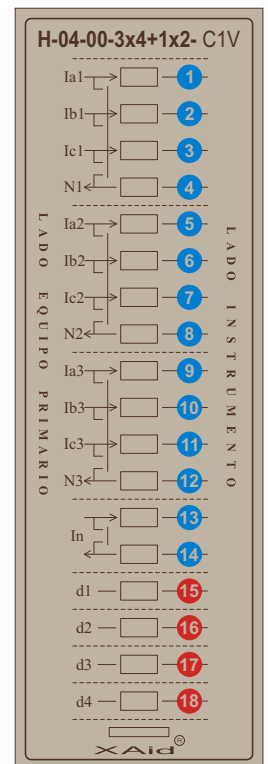 H-04-00-3x4+1x2- C1V
Ia1 1
Ib1 2
Ic1 3
N1 4
Ia2 5
Ib2 6
Ic2 7
N2 8
Ia3 9
Ib3 10
Ic3 11
N3 12
In 13
14
d1 15
d2 16
d3 17
d4 18
LADO EQUIPO PRIMARIO
LADO INSTRUMENTO
XAid®